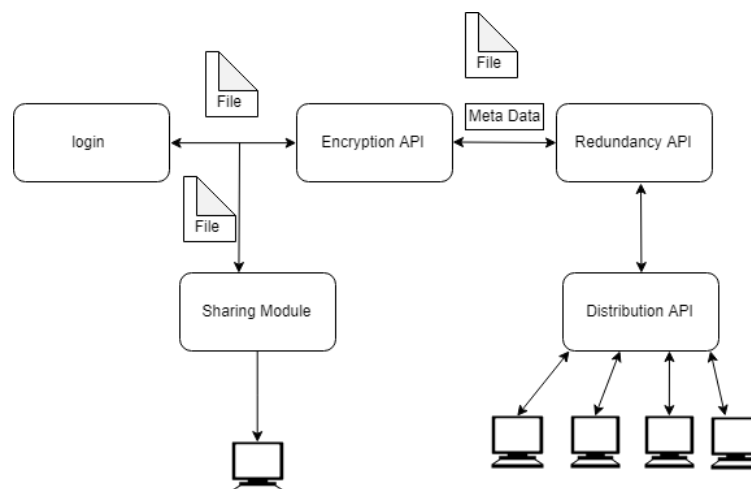 File
File
Meta Data
login
Encryption API
Redundancy API
File
Sharing Module
Distribution API